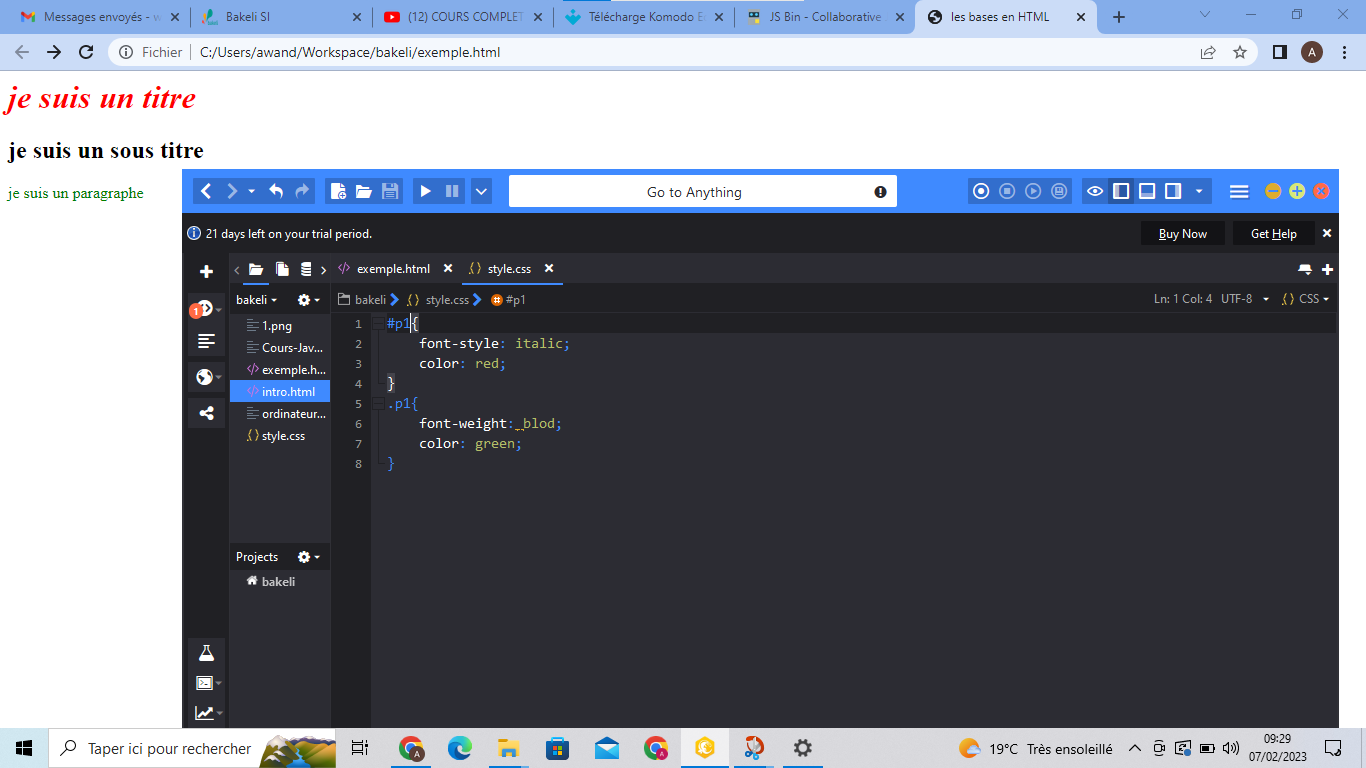 Messages envoyés - w
Bakeli SI
(12) COURS COMPLET
Télécharge Komodo E
JS Bin - Collaborative
les bases en HTML
Fichier
C:/Users/awand/Workspace/bakeli/exemple.html
A
je suis un titre
je suis un sous titre
je suis un paragraphe
Go to Anything
21 days left on your trial period.
Buy Now
Get Help
exemple.html
style.css
bakeli
bakeli
style.css
#p1
Ln: 1 Col: 4
UTF-8
CSS
1
1.png
Cours-Jav...
exemple.h...
intro.html
ordinateur...
style.css
1 #p1{
2 font-style: italic;
3 color: red;
4 }
5 .p1{
6 font-weight: blod;
7 color: green;
8 }
Projects
bakeli
Taper ici pour rechercher
19°C Très ensoleillé
09:29
07/02/2023